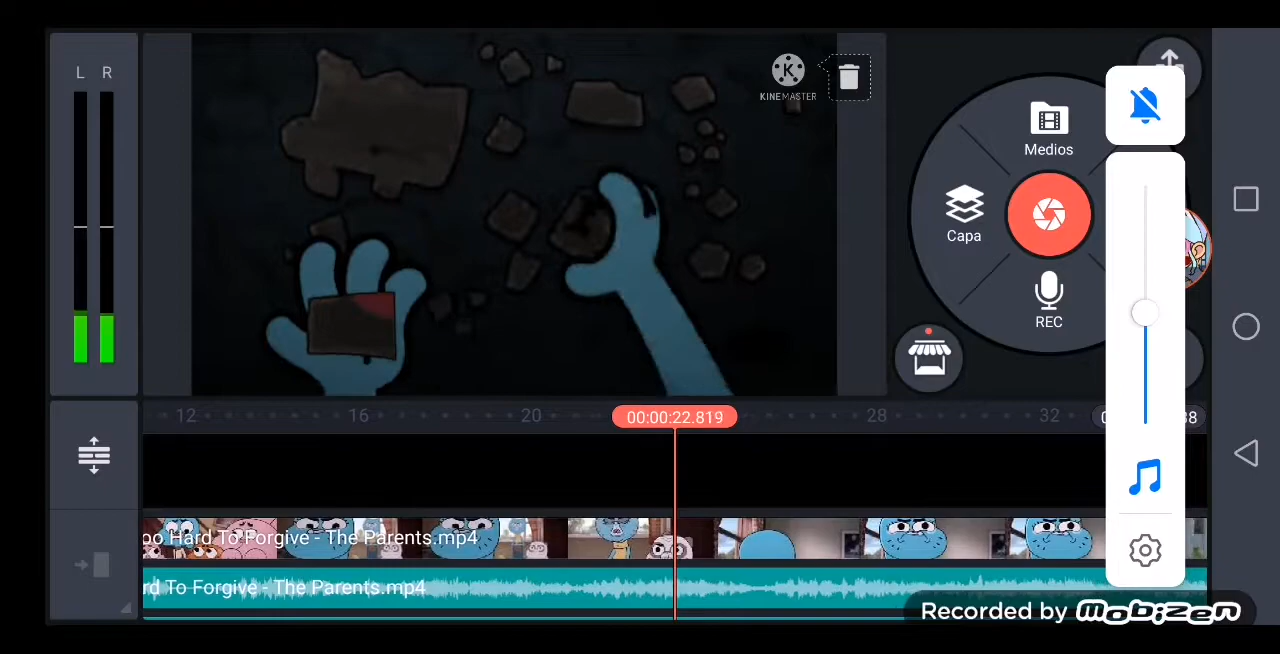 L R
KINEMASTER
Medios
Capa
REC
12 16 20 00:00:22.819 28 32 38
oo Hard To Forgive - The Parents.mp4
rd To Forgive - The Parents.mp4
Recorded by mobizen